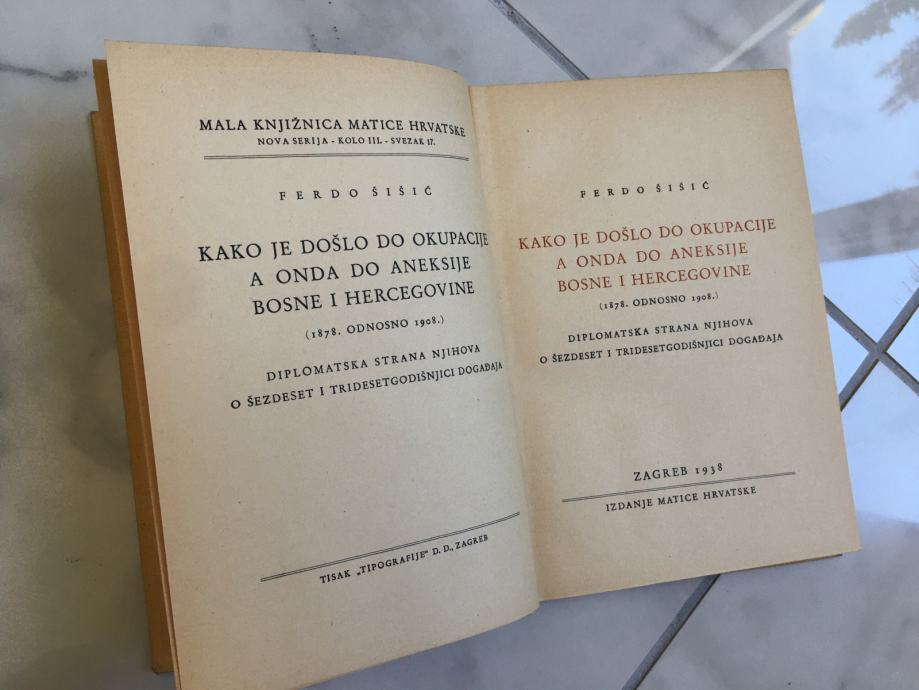 MALA KNJIŽNICA MATICE HRVATSKE
NOVA SERIJA - KOLO III. - SVEZAK 17.
FERDO ŠIŠIĆ
KAKO JE DOŠLO DO OKUPACIJE
A ONDA DO ANEKSIJE
BOSNE I HERCEGOVINE
(1878. ODNOSNO 1908.)
DIPLOMATSKA STRANA NJIHOVA
O ŠEZDESET I TRIDESETGODIŠNJICI DOGAĐAJA
TISAK „TIPOGRAFIJE" D. D., ZAGREB
FERDO ŠIŠIĆ
KAKO JE DOŠLO DO OKUPACIJE
A ONDA DO ANEKSIJE
BOSNE I HERCEGOVINE
(1878. ODNOSNO 1908.)
DIPLOMATSKA STRANA NJIHOVA
O ŠEZDESET I TRIDESETGODIŠNJICI DOGAĐAJA
ZAGREB 1938
IZDANJE MATICE HRVATSKE